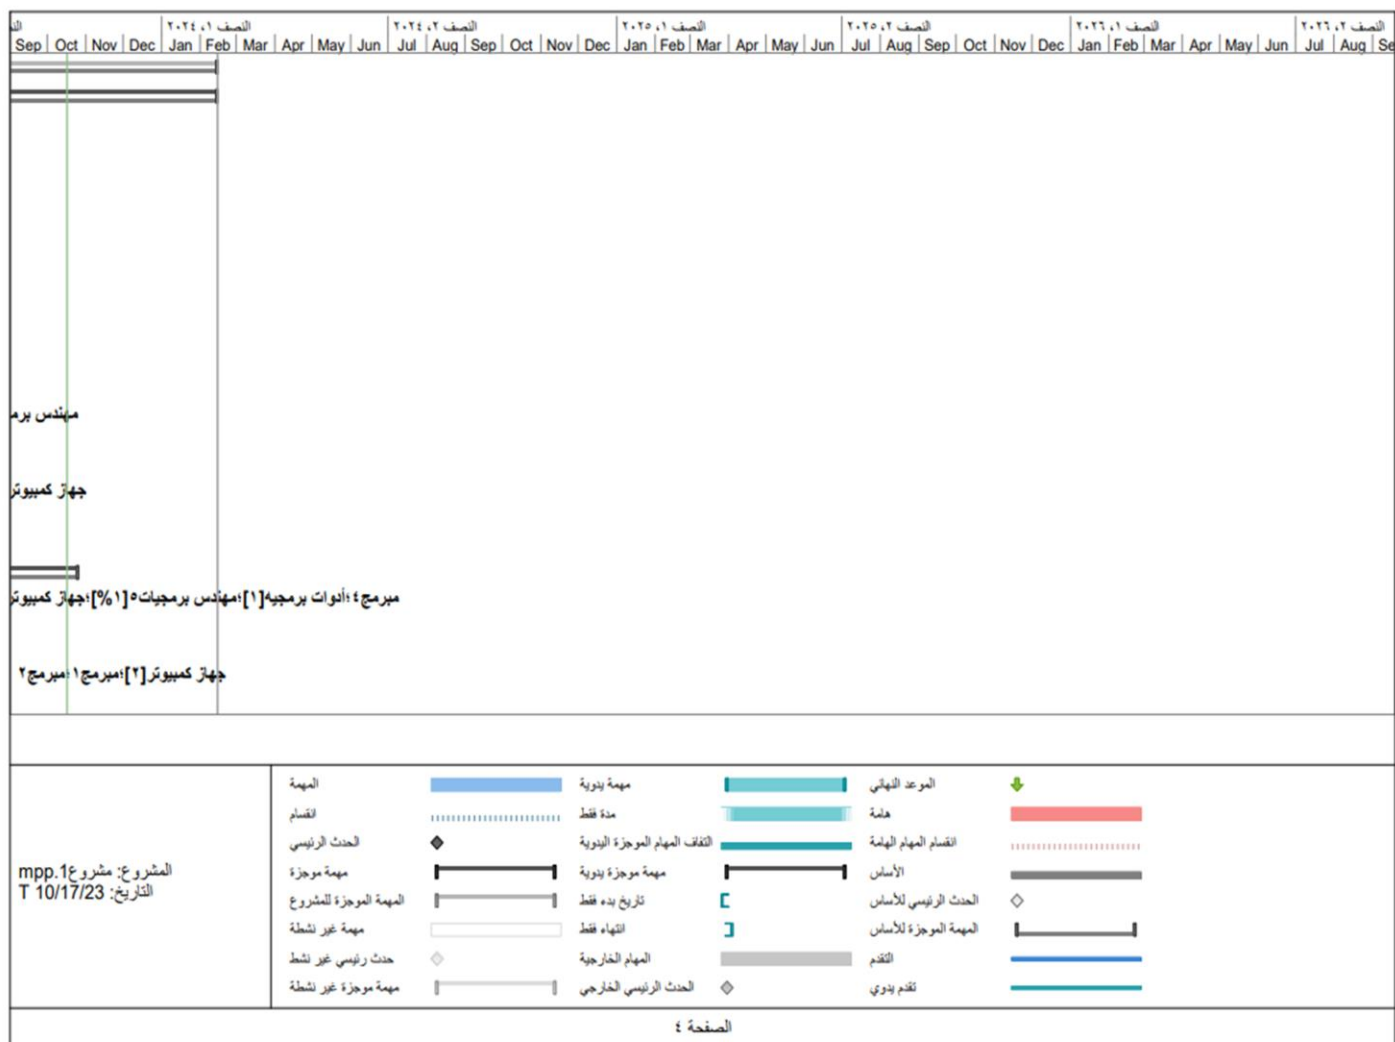 النصف ١، ٢٠٢٤ النصف ٢، ٢٠٢٤ النصف ١، ٢٠٢٥ النصف ٢، ٢٠٢٥ النصف ١، ٢٠٢٦ النصف ٢، ٢٠٢٦
Sep Oct Nov Dec Jan Feb Mar Apr May Jun Jul Aug Sep Oct Nov Dec Jan Feb Mar Apr May Jun Jul Aug Sep Oct Nov Dec Jan Feb Mar Apr May Jun Jul Aug Se
مهندس برم
جهاز كمبيوتر
مبرمج٤؛أدوات برمجيه[١]؛مهندس برمجيات٥[١%]؛جهاز كمبيوتر
جهاز كمبيوتر[٢]؛مبرمج١؛مبرمج٢
المشروع: مشروع1.mpp
التاريخ: T 10/17/23
المهمة
انقسام
الحدث الرئيسي
مهمة موجزة
المهمة الموجزة للمشروع
مهمة غير نشطة
حدث رئيسي غير نشط
مهمة موجزة غير نشطة
مهمة يدوية
مدة فقط
التفاف المهام الموجزة اليدوية
مهمة موجزة يدوية
تاريخ بدء فقط
انتهاء فقط
المهام الخارجية
الحدث الرئيسي الخارجي
الموعد النهائي
هامة
انقسام المهام الهامة
الأساس
الحدث الرئيسي للأساس
المهمة الموجزة للأساس
التقدم
تقدم يدوي
الصفحة ٤